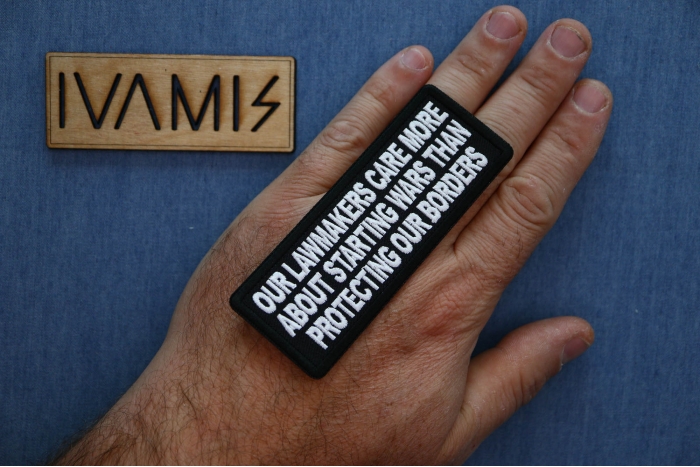 IVAMIS
OUR LAWMAKERS CARE MORE
ABOUT STARTING WARS THAN
PROTECTING OUR BORDERS